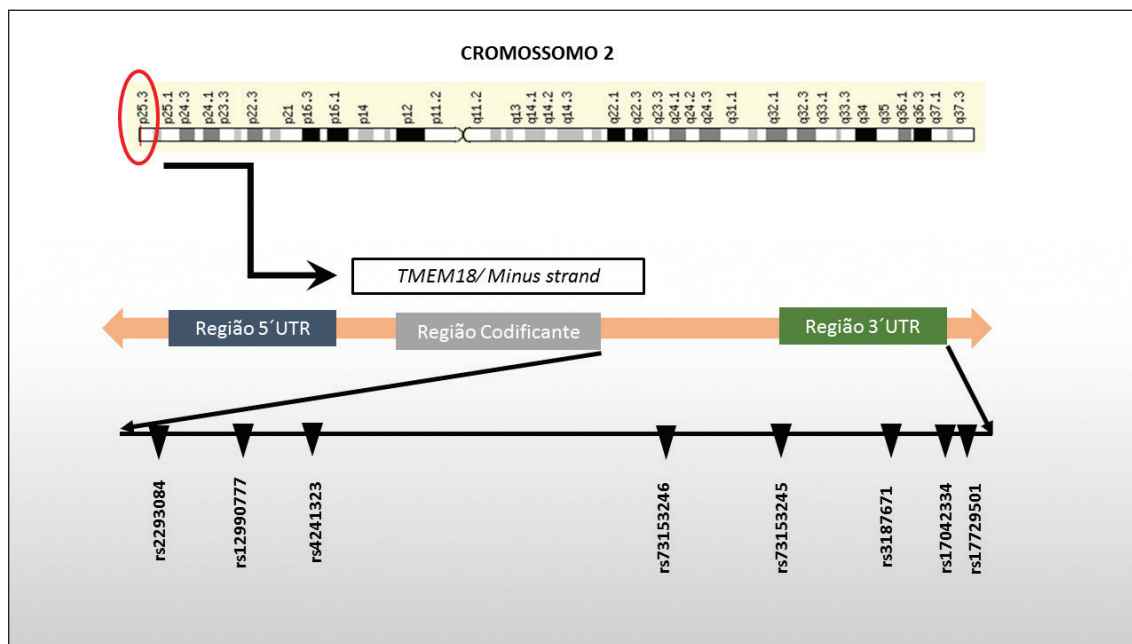 CROMOSSOMO 2
p25.3
p25.1
p24.3
p24.1
p23.3
p22.3
p21
p16.3
p16.1
p14
p12
p11.2
q11.2
q13
q14.1
q14.2
q14.3
q22.1
q22.3
q23.3
q24.1
q24.2
q24.3
q31.1
q32.1
q32.3
q33.1
q33.3
q34
q35
q36.1
q36.3
q37.1
q37.3
TMEM18/ Minus strand
Região 5´UTR
Região Codificante
Região 3´UTR
rs2293084
rs12990777
rs4241323
rs73153246
rs73153245
rs3187671
rs17042334
rs17729501